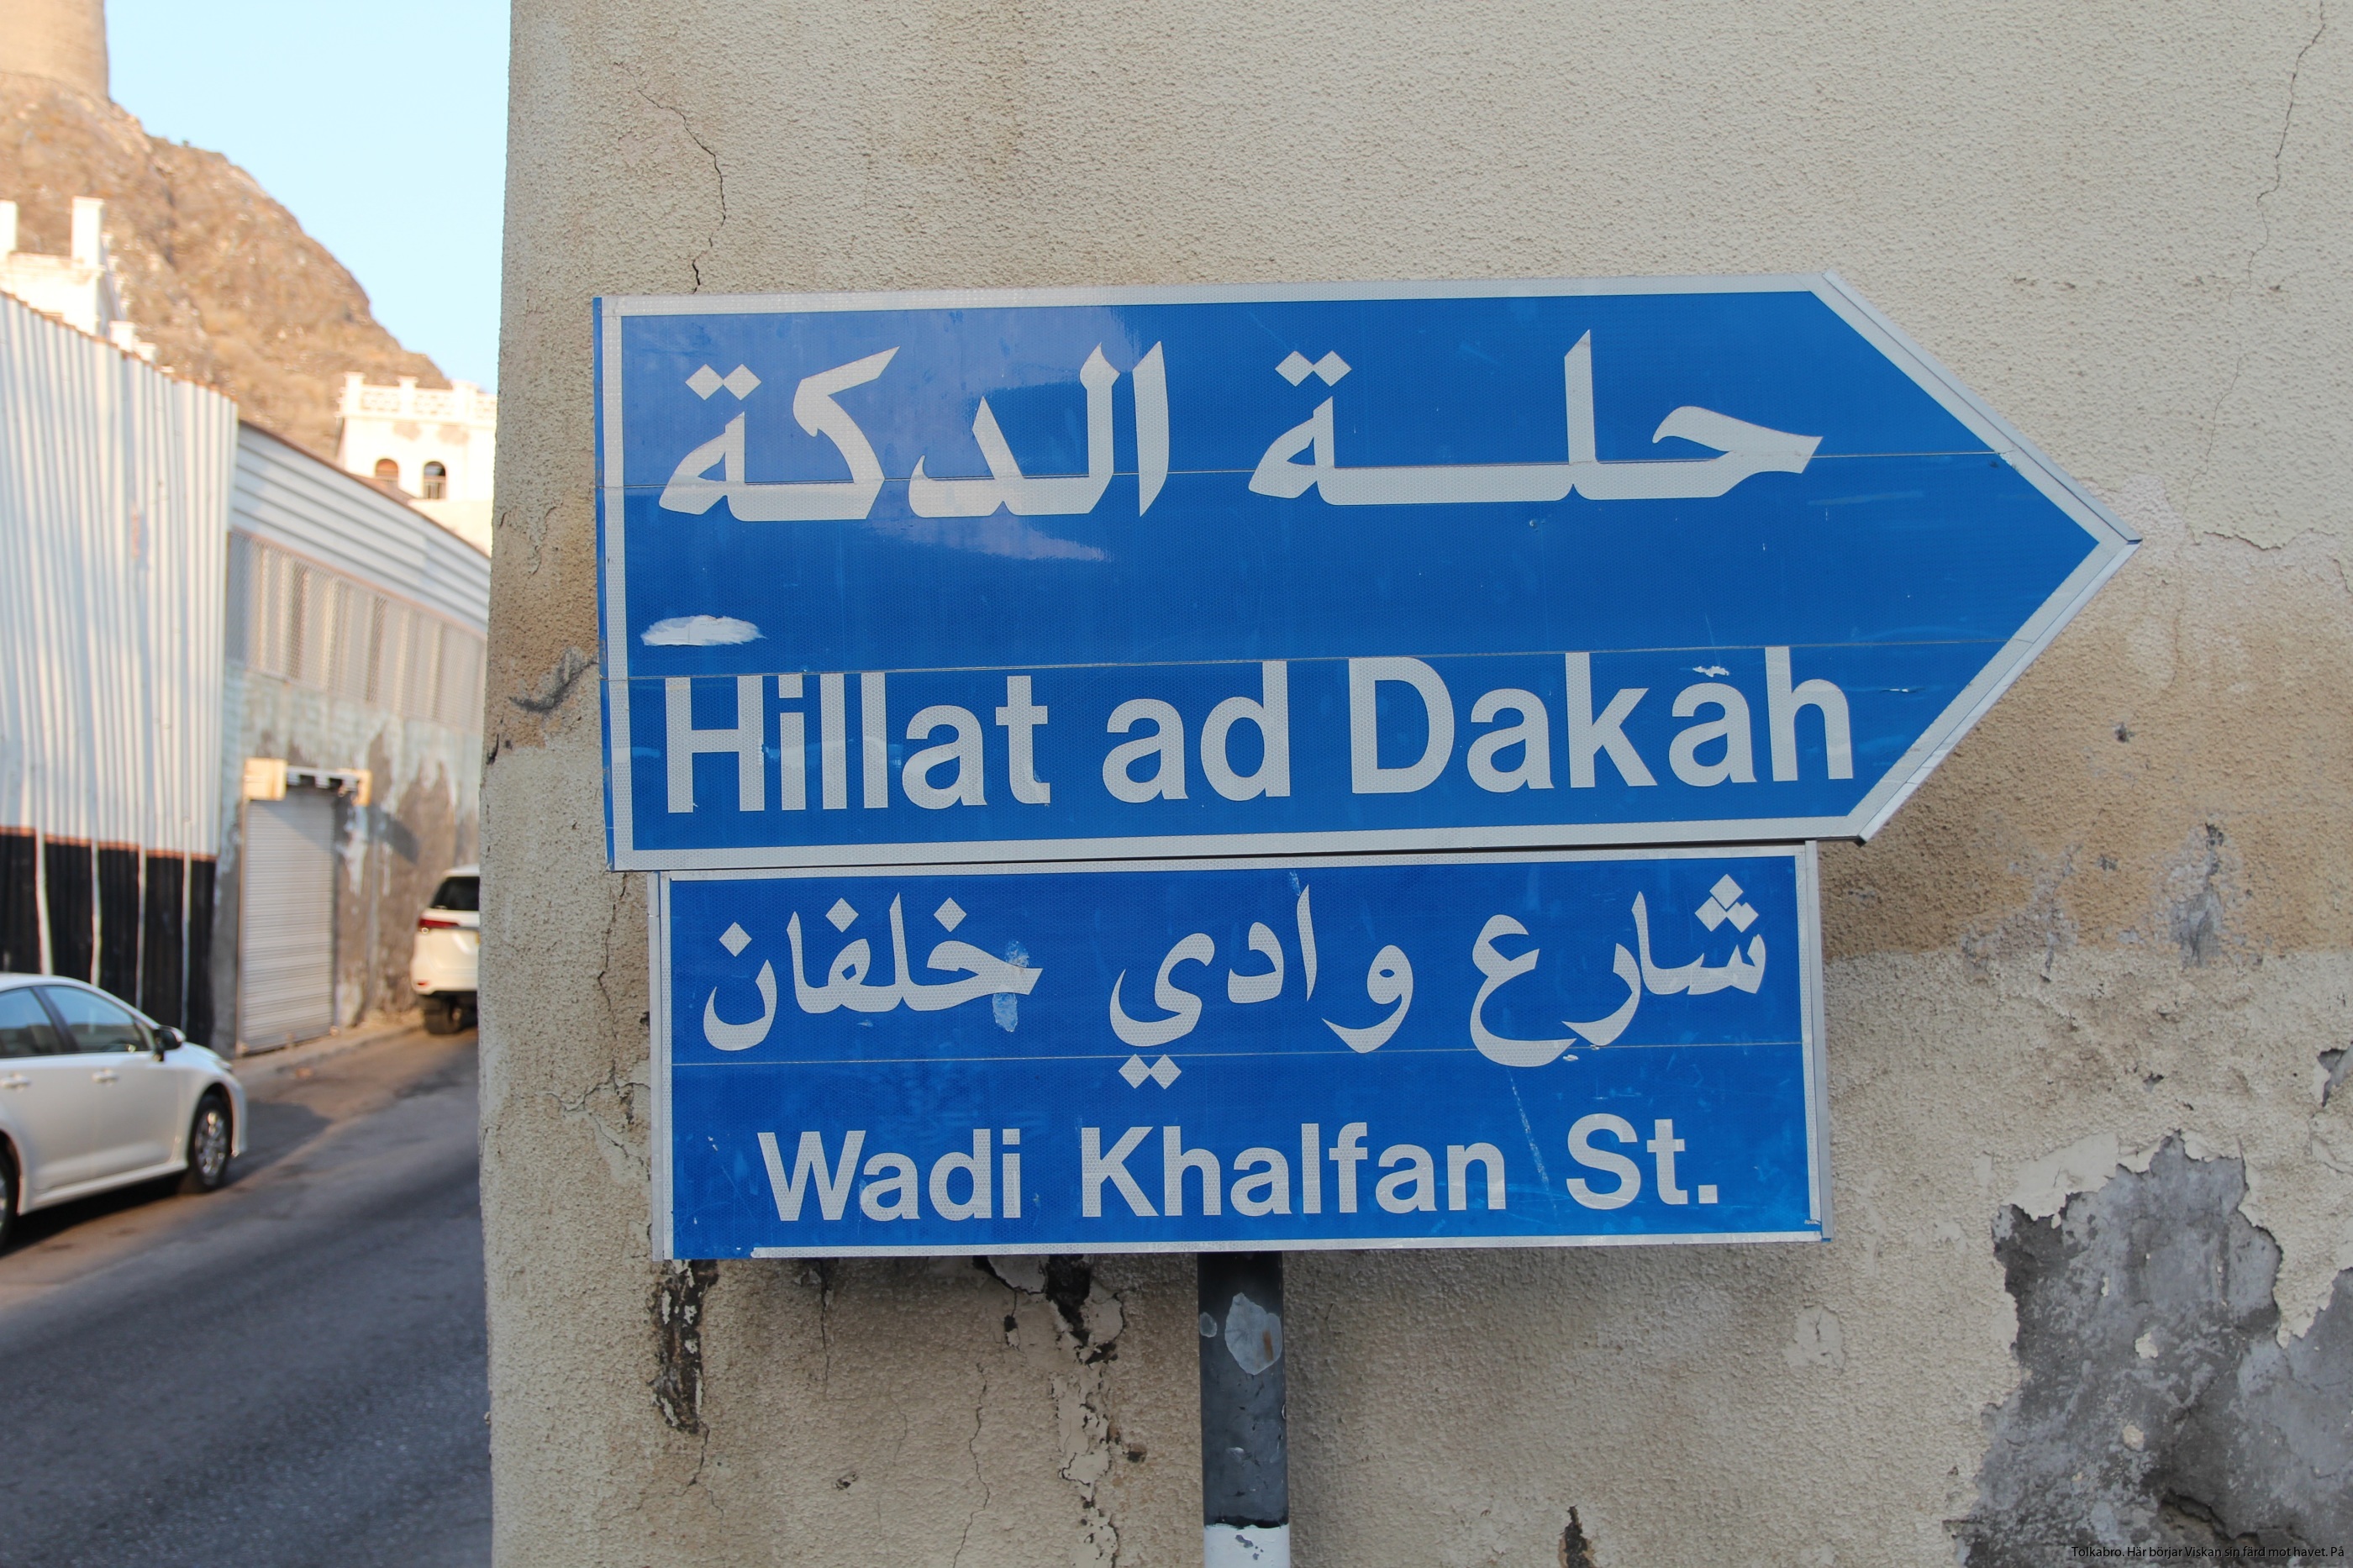 حلة الدكة
Hillat ad Dakah
شارع وادي خلفان
Wadi Khalfan St.
Tolkabro. Här börjar Viskan sin färd mot havet. På